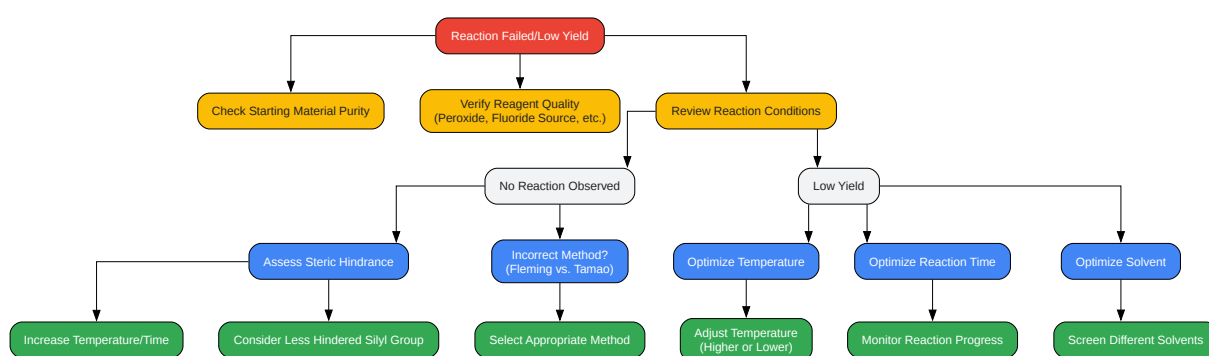 Reaction Failed/Low Yield
Check Starting Material Purity
Verify Reagent Quality
(Peroxide, Fluoride Source, etc.)
Review Reaction Conditions
No Reaction Observed
Low Yield
Assess Steric Hindrance
Incorrect Method?
(Fleming vs. Tamao)
Optimize Temperature
Optimize Reaction Time
Optimize Solvent
Increase Temperature/Time
Consider Less Hindered Silyl Group
Select Appropriate Method
Adjust Temperature
(Higher or Lower)
Monitor Reaction Progress
Screen Different Solvents